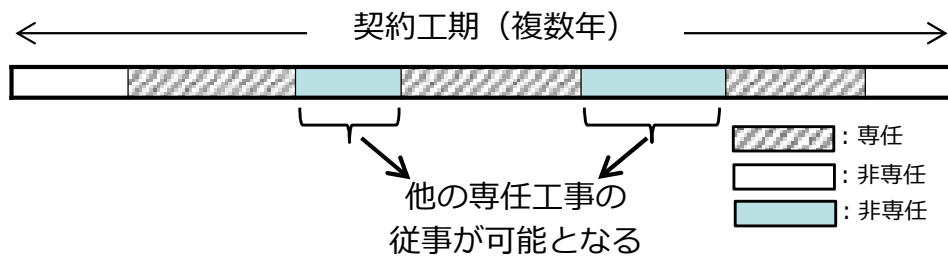 契約工期（複数年）
：専任
：非専任
：非専任
他の専任工事の
従事が可能となる